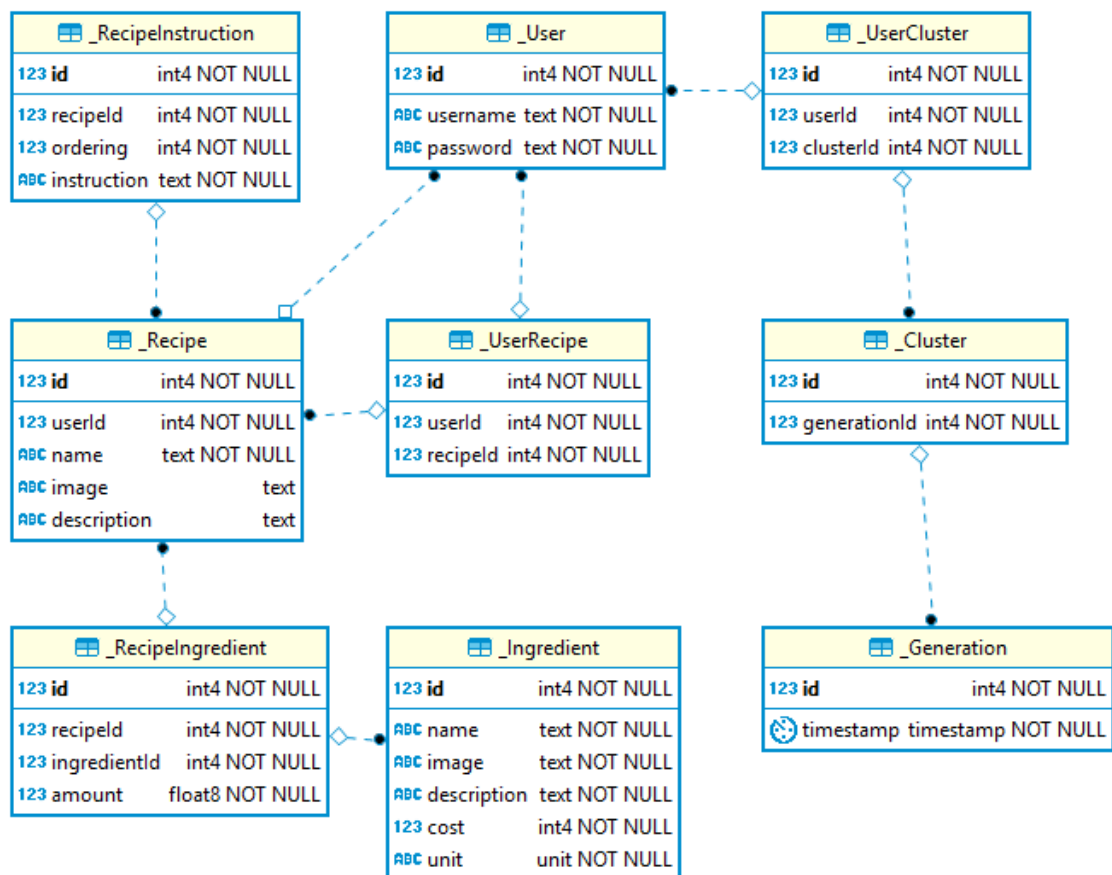 _RecipeInstruction
123 id int4 NOT NULL
123 recipeId int4 NOT NULL
123 ordering int4 NOT NULL
ABC instruction text NOT NULL
_User
123 id int4 NOT NULL
ABC username text NOT NULL
ABC password text NOT NULL
_UserCluster
123 id int4 NOT NULL
123 userId int4 NOT NULL
123 clusterId int4 NOT NULL
_Recipe
123 id int4 NOT NULL
123 userId int4 NOT NULL
ABC name text NOT NULL
ABC image text
ABC description text
_UserRecipe
123 id int4 NOT NULL
123 userId int4 NOT NULL
123 recipeId int4 NOT NULL
_Cluster
123 id int4 NOT NULL
123 generationId int4 NOT NULL
_RecipeIngredient
123 id int4 NOT NULL
123 recipeId int4 NOT NULL
123 ingredientId int4 NOT NULL
123 amount float8 NOT NULL
_Ingredient
123 id int4 NOT NULL
ABC name text NOT NULL
ABC image text NOT NULL
ABC description text NOT NULL
123 cost int4 NOT NULL
ABC unit unit NOT NULL
_Generation
123 id int4 NOT NULL
timestamp timestamp NOT NULL